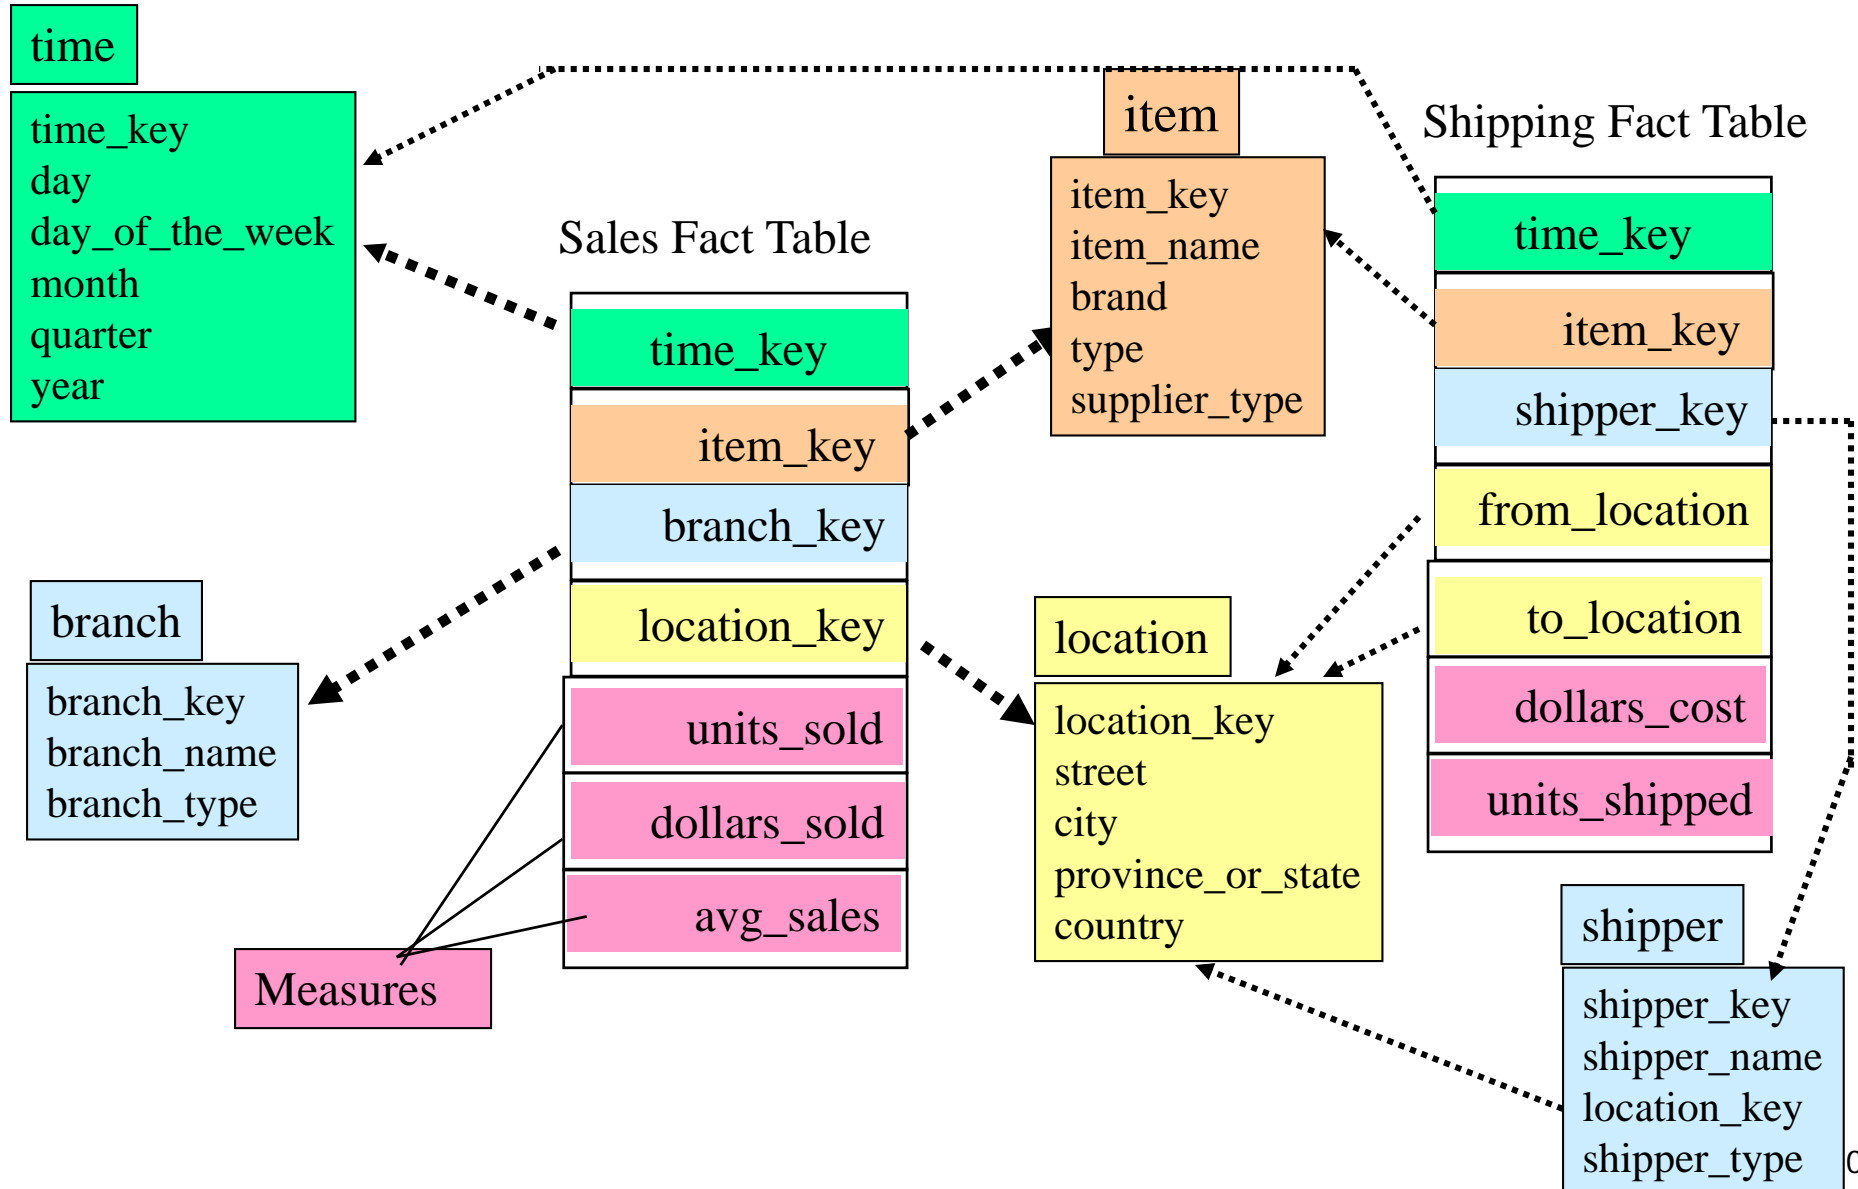 time
time_key
day
day_of_the_week
month
quarter
year
Sales Fact Table
time_key
item_key
branch_key
location_key
units_sold
dollars_sold
avg_sales
Measures
branch
branch_key
branch_name
branch_type
item
item_key
item_name
brand
type
supplier_type
location
location_key
street
city
province_or_state
country
Shipping Fact Table
time_key
item_key
shipper_key
from_location
to_location
dollars_cost
units_shipped
shipper
shipper_key
shipper_name
location_key
shipper_type